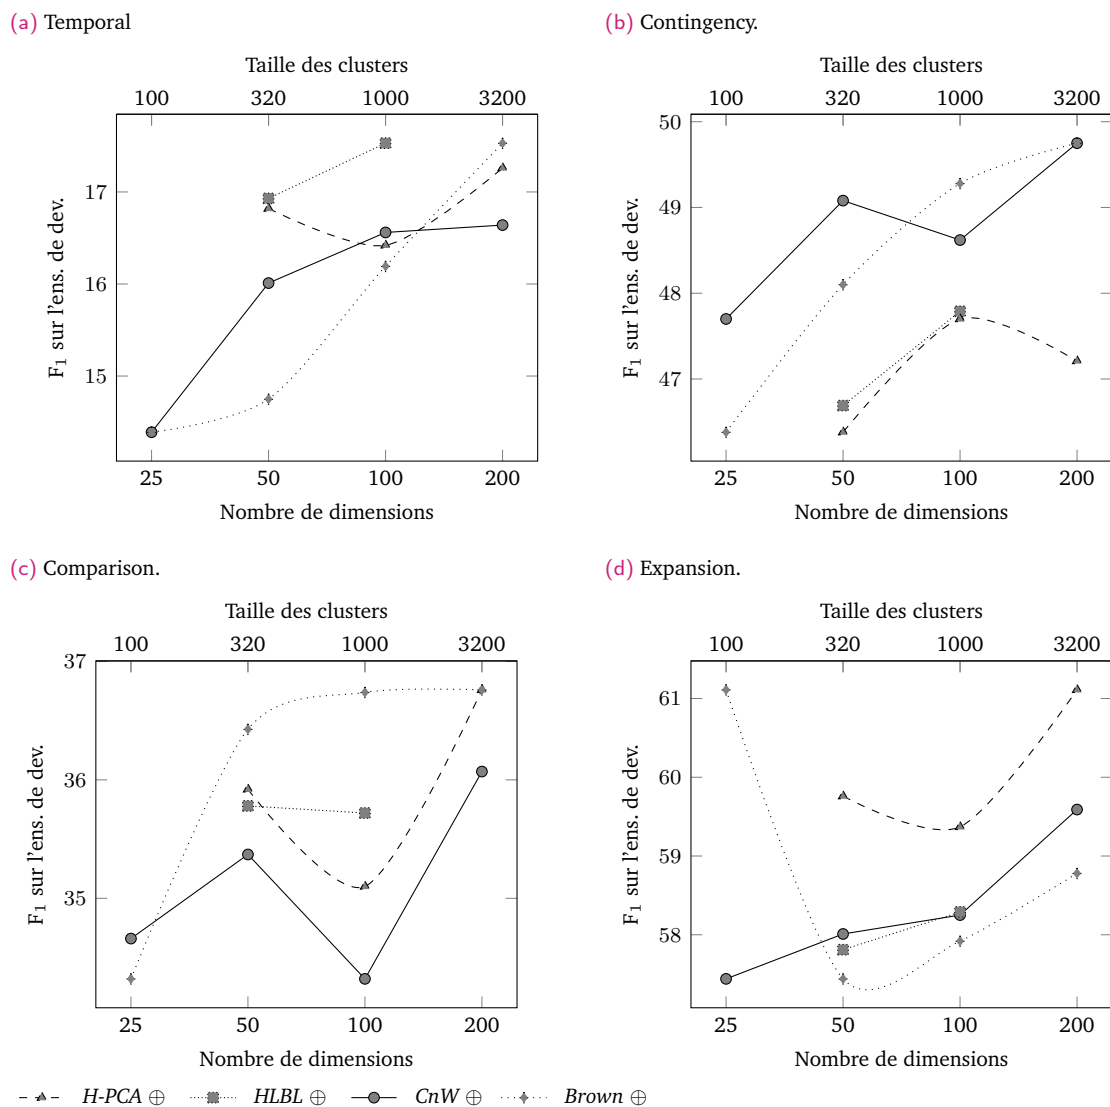 (a) Temporal
Taille des clusters
100 320 1000 3200
17
16
15
F1 sur l'ens. de dev.
25 50 100 200
Nombre de dimensions
(b) Contingency.
Taille des clusters
100 320 1000 3200
50
49
48
47
F1 sur l'ens. de dev.
25 50 100 200
Nombre de dimensions
(c) Comparison.
Taille des clusters
100 320 1000 3200
37
36
35
F1 sur l'ens. de dev.
25 50 100 200
Nombre de dimensions
(d) Expansion.
Taille des clusters
100 320 1000 3200
61
60
59
58
F1 sur l'ens. de dev.
25 50 100 200
Nombre de dimensions
H-PCA ⊕ HLBL ⊕ CnW ⊕ Brown ⊕